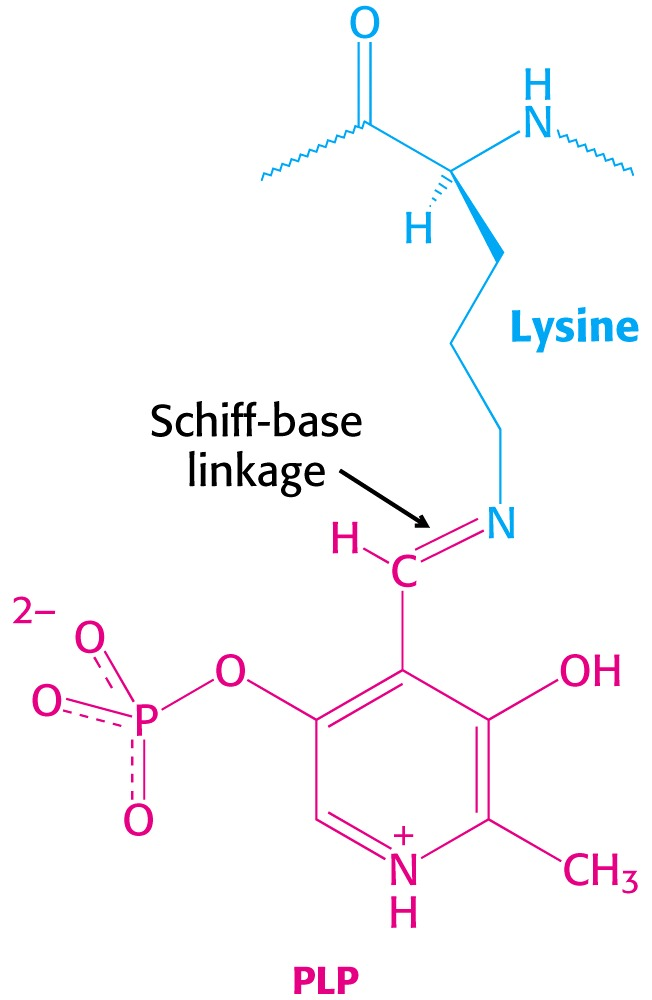 O
H
N
H
Lysine
Schiff-base
linkage
N
H
C
2–
O
O
OH
O
P
O
+
N
H
CH3
PLP